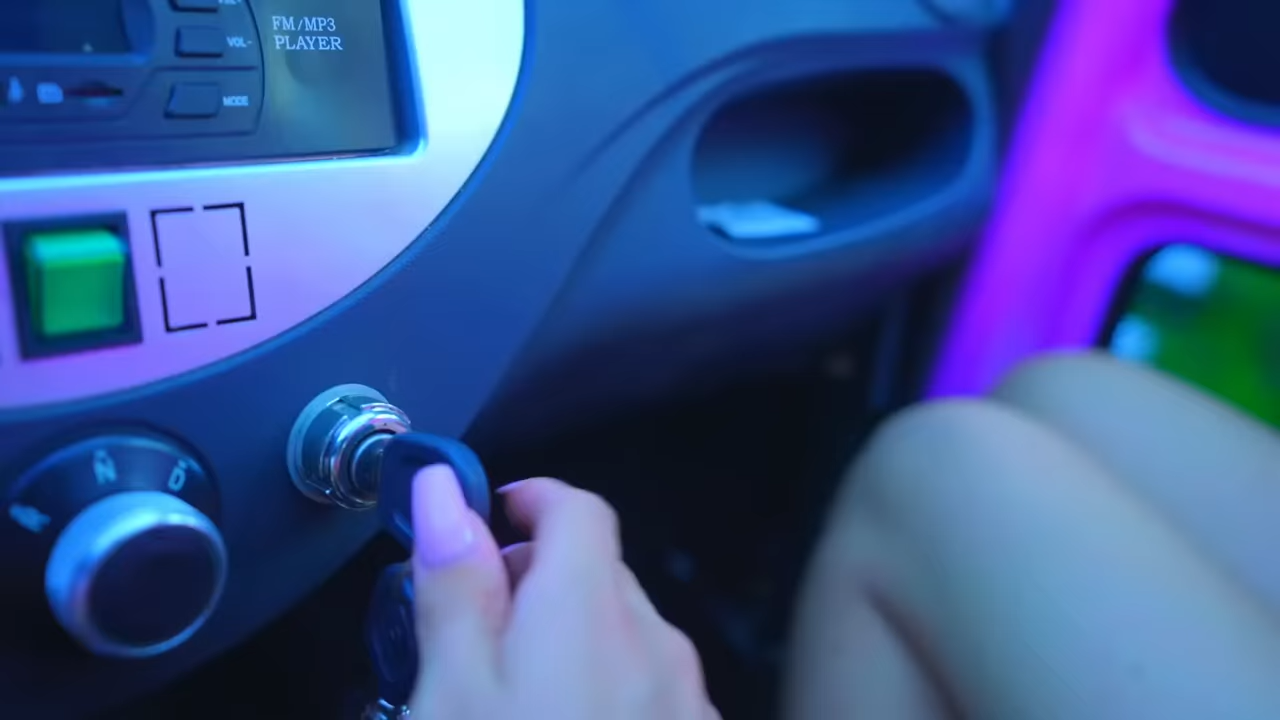 FM/MP3
PLAYER
VOL-
MODE
N
D